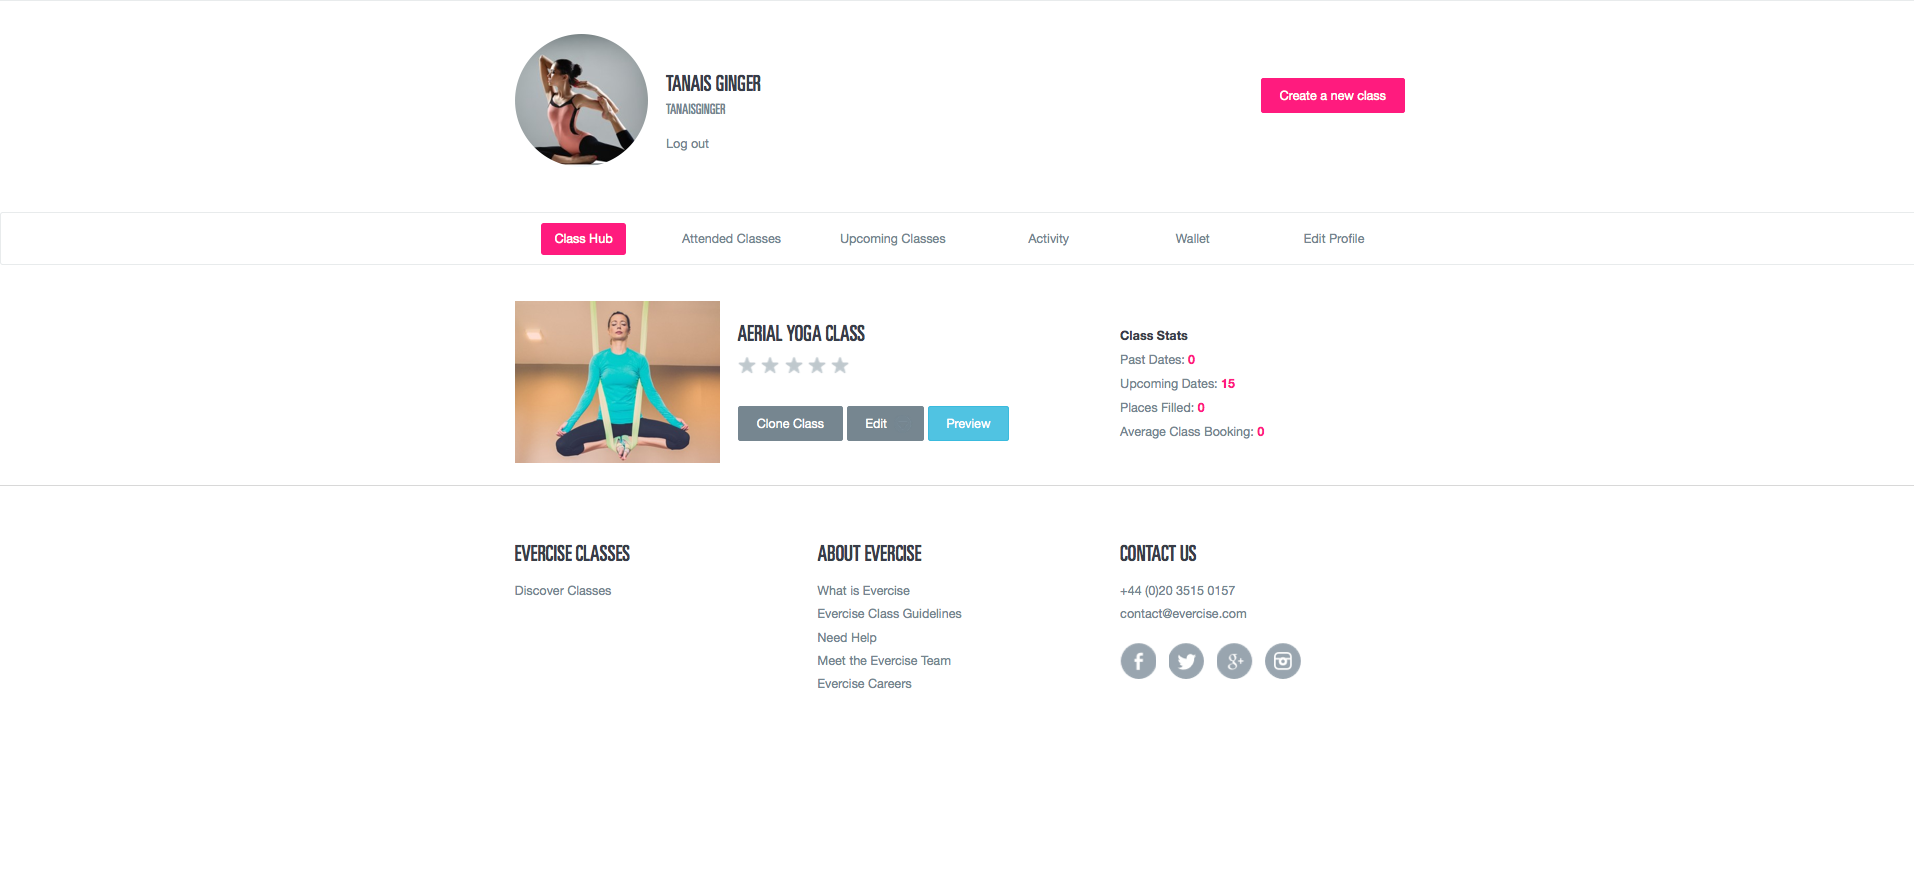 TANAIS GINGER
TANAISGINGER
Log out
Create a new class
Class Hub
Attended Classes
Upcoming Classes
Activity
Wallet
Edit Profile
AERIAL YOGA CLASS
Clone Class
Edit
Preview
Class Stats
Past Dates: 0
Upcoming Dates: 15
Places Filled: 0
Average Class Booking: 0
EVERCISE CLASSES
Discover Classes
ABOUT EVERCISE
What is Evercise
Evercise Class Guidelines
Need Help
Meet the Evercise Team
Evercise Careers
CONTACT US
+44 (0)20 3515 0157
contact@evercise.com